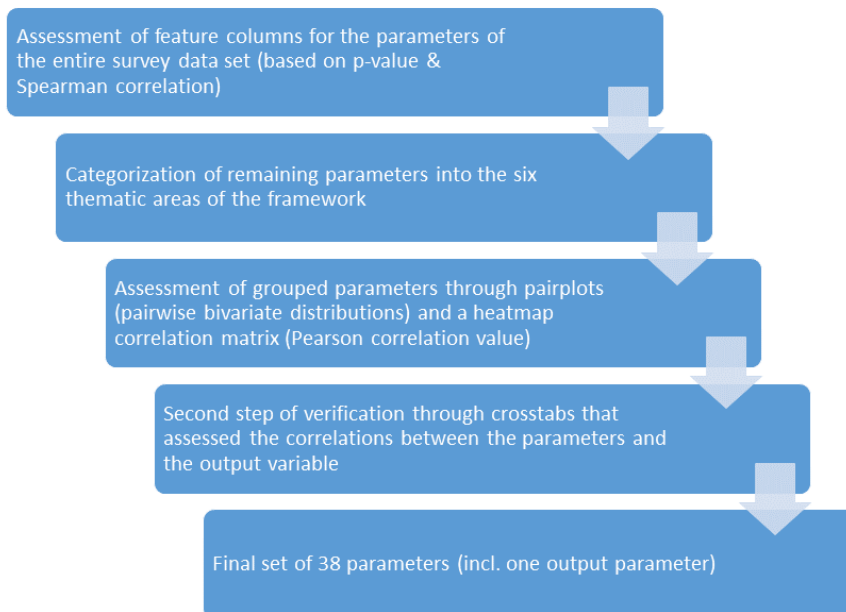 Assessment of feature columns for the parameters of
the entire survey data set (based on p-value &
Spearman correlation)
Categorization of remaining parameters into the six
thematic areas of the framework
Assessment of grouped parameters through pairplots
(pairwise bivariate distributions) and a heatmap
correlation matrix (Pearson correlation value)
Second step of verification through crosstabs that
assessed the correlations between the parameters and
the output variable
Final set of 38 parameters (incl. one output parameter)